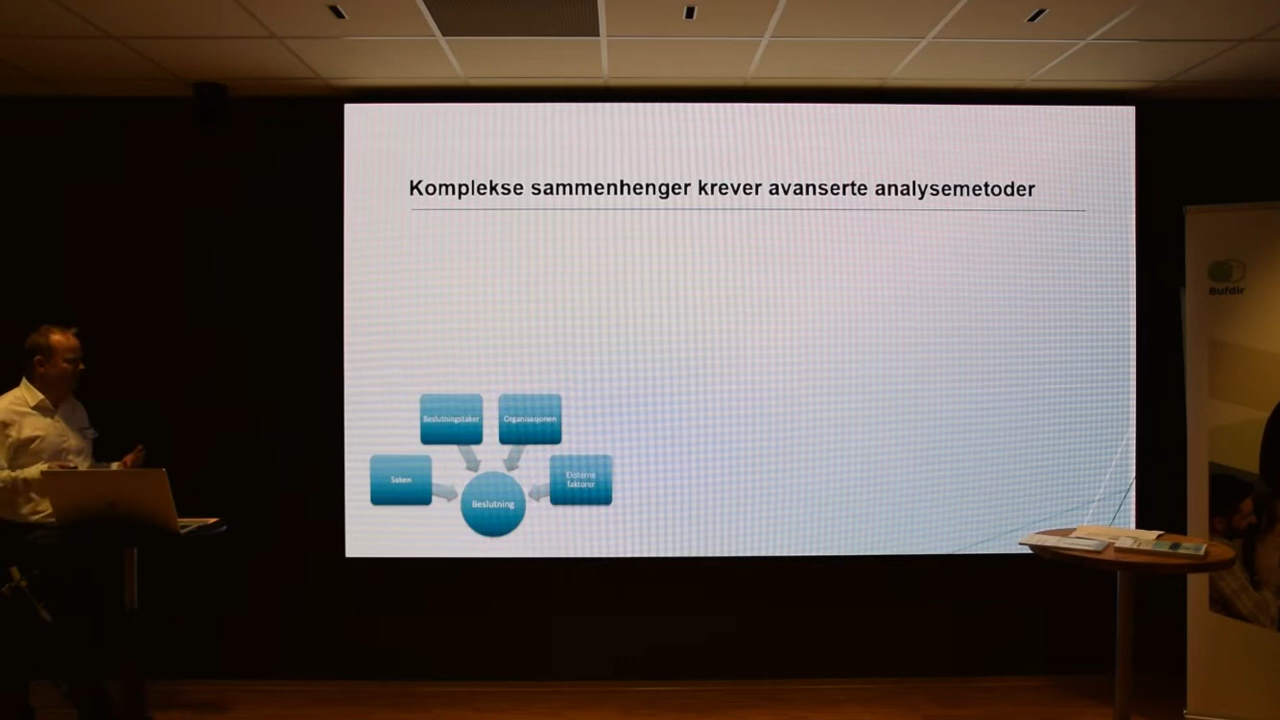 Komplekse sammenhenger krever avanserte analysemetoder
Beslutningstaker
Organisasjonen
Saken
Eksterne
faktorer
Beslutning
Bufdir